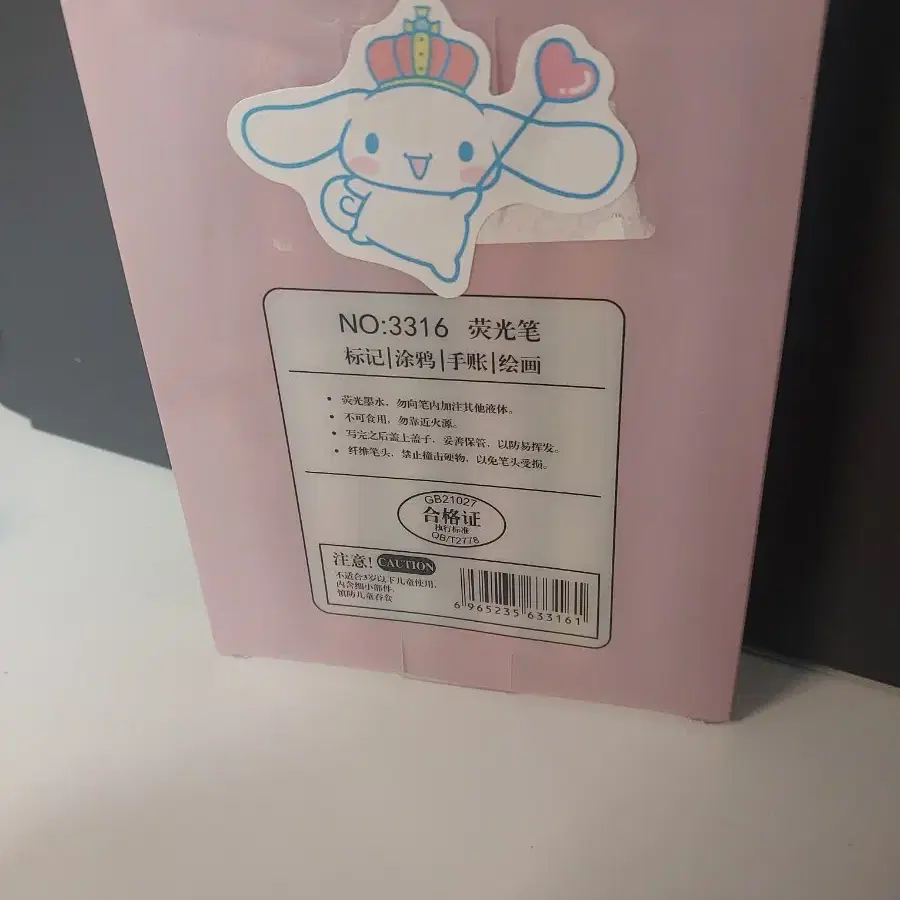 NO:3316 荧光笔
标记|涂鸦|手账|绘画
• 荧光墨水，勿向笔内加注其他液体。
• 不可食用，勿靠近火源。
• 写完之后盖上盖子，妥善保管，以防易挥发。
• 纤维笔头，禁止撞击硬物，以免笔头受损。
GB21027
合格证
执行标准
QB/T2778
注意! CAUTION
不适合3岁以下儿童使用，
内含细小部件，
慎防儿童吞食
6 965235 633161